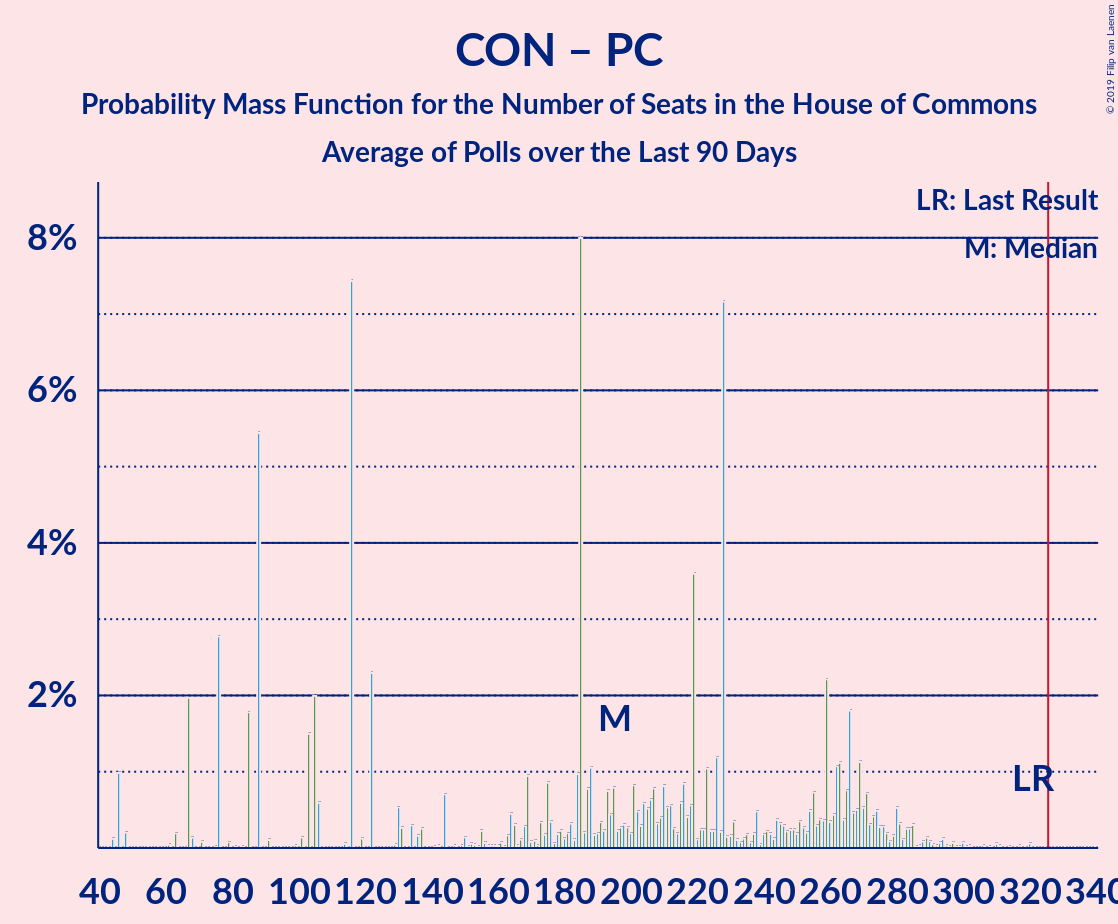 CON – PC
Probability Mass Function for the Number of Seats in the House of Commons
Average of Polls over the Last 90 Days
© 2019 Filip van Laenen
LR: Last Result
M: Median
8%
6%
4%
2%
M
LR
40 60 80 100 120 140 160 180 200 220 240 260 280 300 320 340